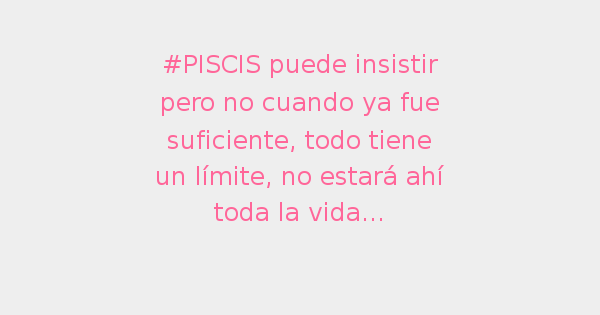 #PISCIS puede insistir
pero no cuando ya fue
suficiente, todo tiene
un límite, no estará ahí
toda la vida...